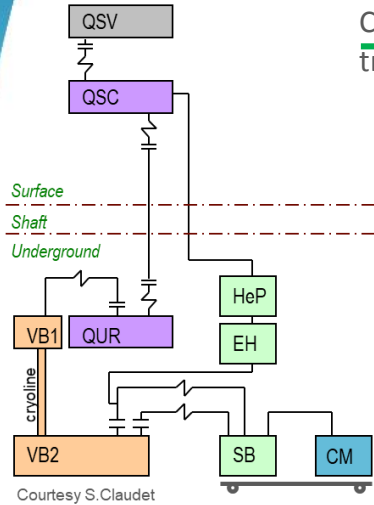 QSV
QSC
Surface
Shaft
Underground
HeP
VB1
QUR
EH
cryoline
VB2
SB
CM
Courtesy S.Claudet